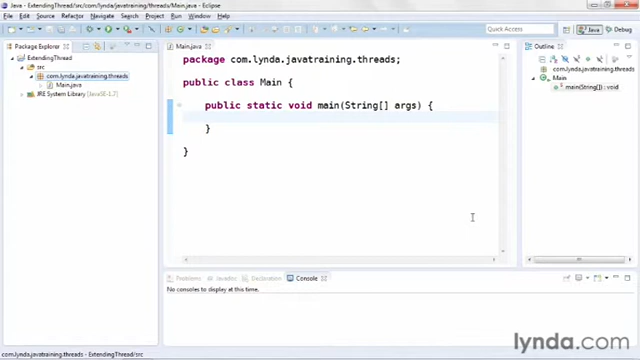 Java - ExtendingThread/src/com/lynda/javatraining/threads/Main.java - Eclipse
File Edit Source Refactor Navigate Search Project Run Window Help
Quick Access
Java
Debug
Package Explorer
ExtendingThread
src
com.lynda.javatraining.threads
Main.java
JRE System Library [JavaSE-1.7]
Main.java
package com.lynda.javatraining.threads;
public class Main {
public static void main(String[] args) {
}
}
Outline
com.lynda.javatraining.threads
Main
main(String[]) : void
Problems Javadoc Declaration Console
No consoles to display at this time.
com.lynda.javatraining.threads - ExtendingThread/src
lynda.com